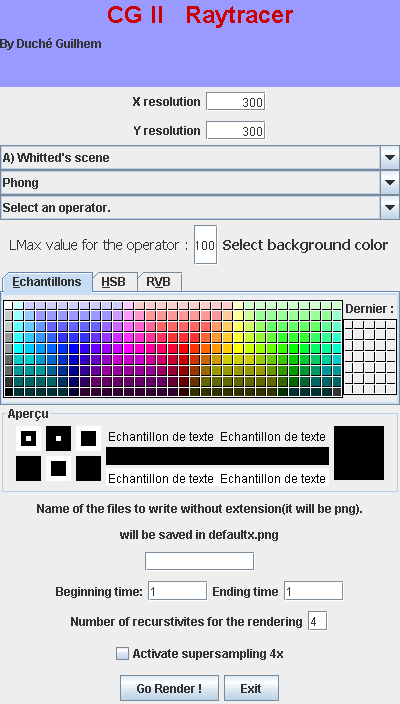 CG II Raytracer
By Duché Guilhem
X resolution 300
Y resolution 300
A) Whitted's scene
Phong
Select an operator.
LMax value for the operator : 100 Select background color
Echantillons HSB RVB
Dernier :
Aperçu
Echantillon de texte Echantillon de texte
Echantillon de texte Echantillon de texte
Name of the files to write without extension(it will be png).
will be saved in defaultx.png
Beginning time: 1 Ending time 1
Number of recurstivites for the rendering 4
Activate supersampling 4x
Go Render ! Exit